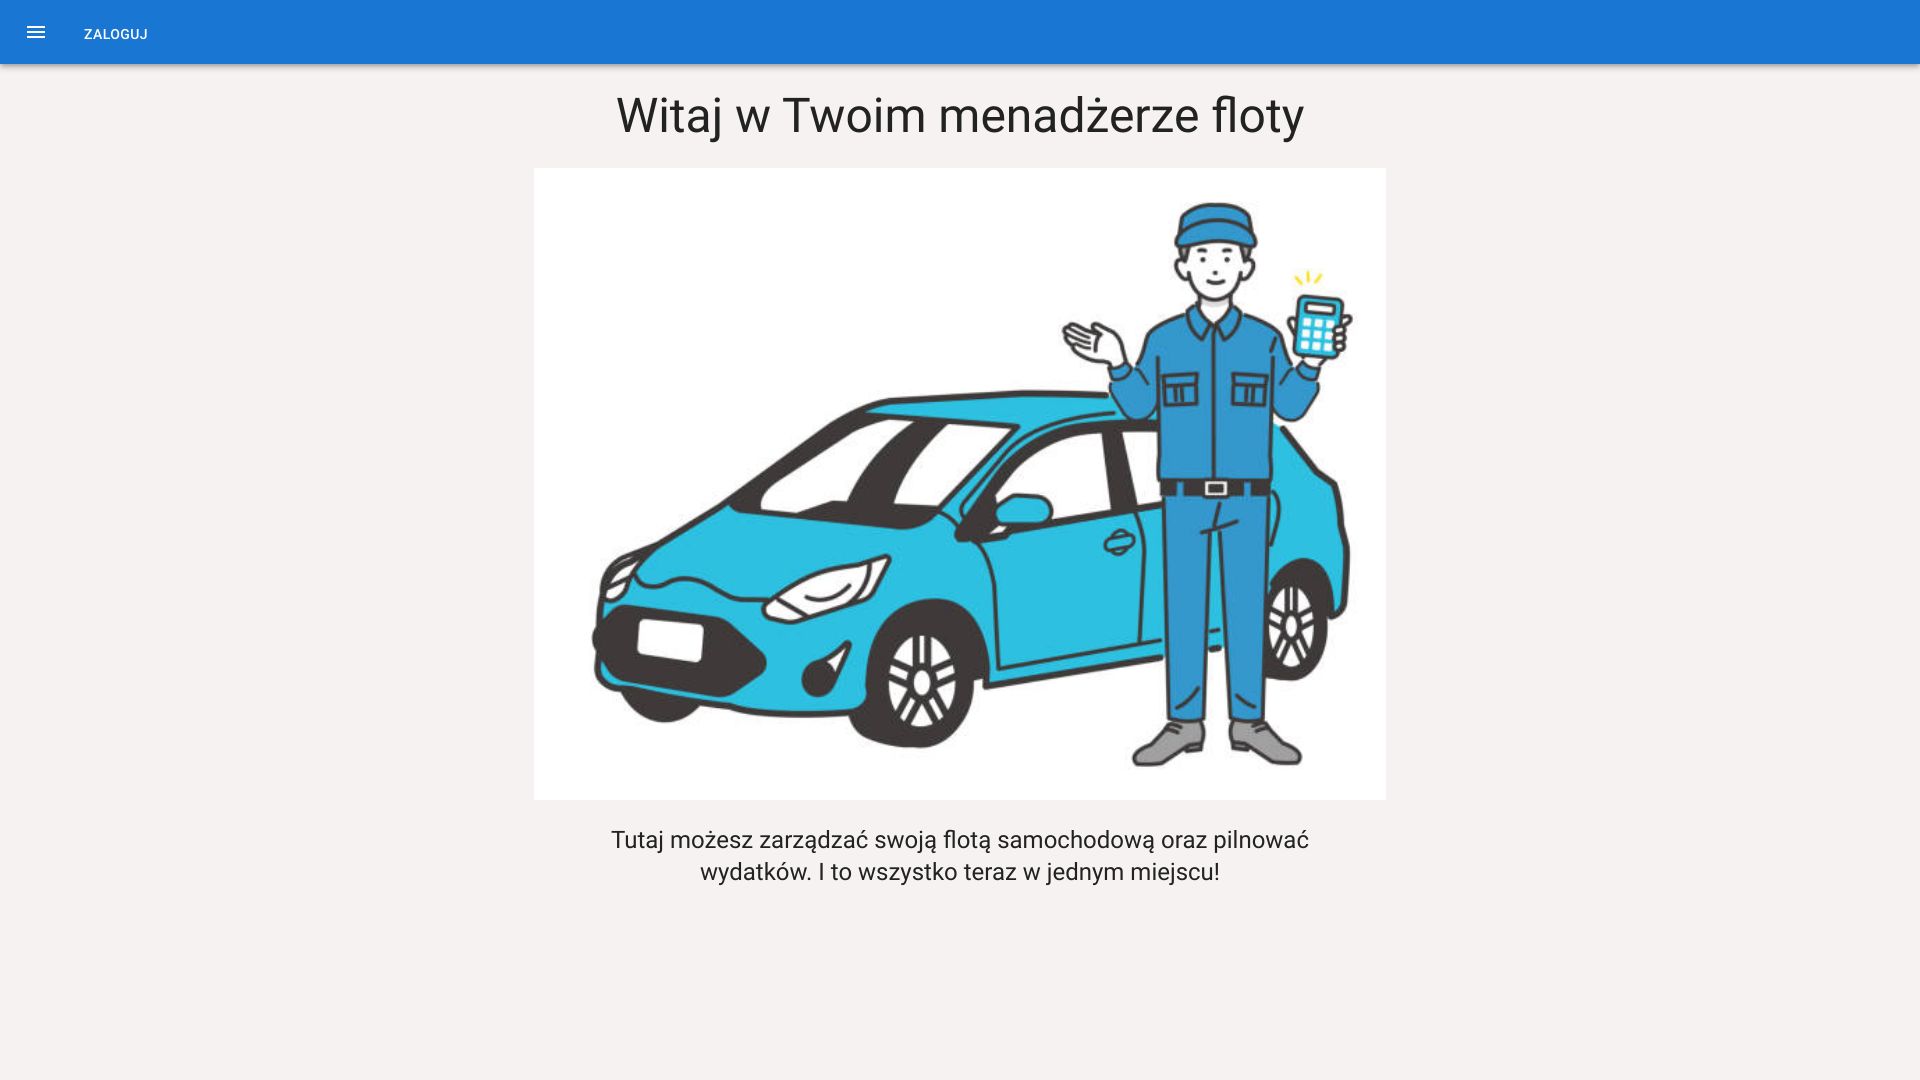 ZALOGUJ
Witaj w Twoim menadżerze floty
Tutaj możesz zarządzać swoją flotą samochodową oraz pilnować
wydatków. I to wszystko teraz w jednym miejscu!